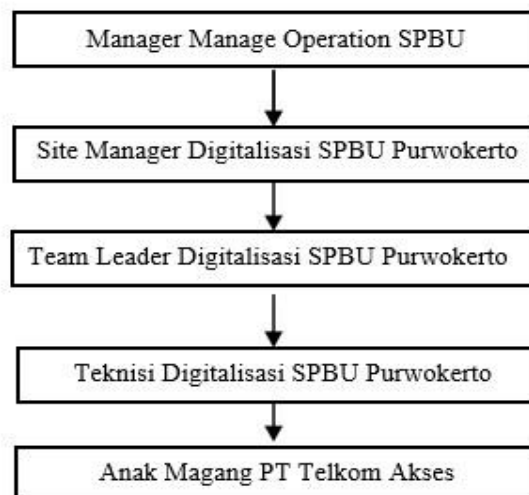 Manager Manage Operation SPBU
Site Manager Digitalisasi SPBU Purwokerto
Team Leader Digitalisasi SPBU Purwokerto
Teknisi Digitalisasi SPBU Purwokerto
Anak Magang PT Telkom Akses